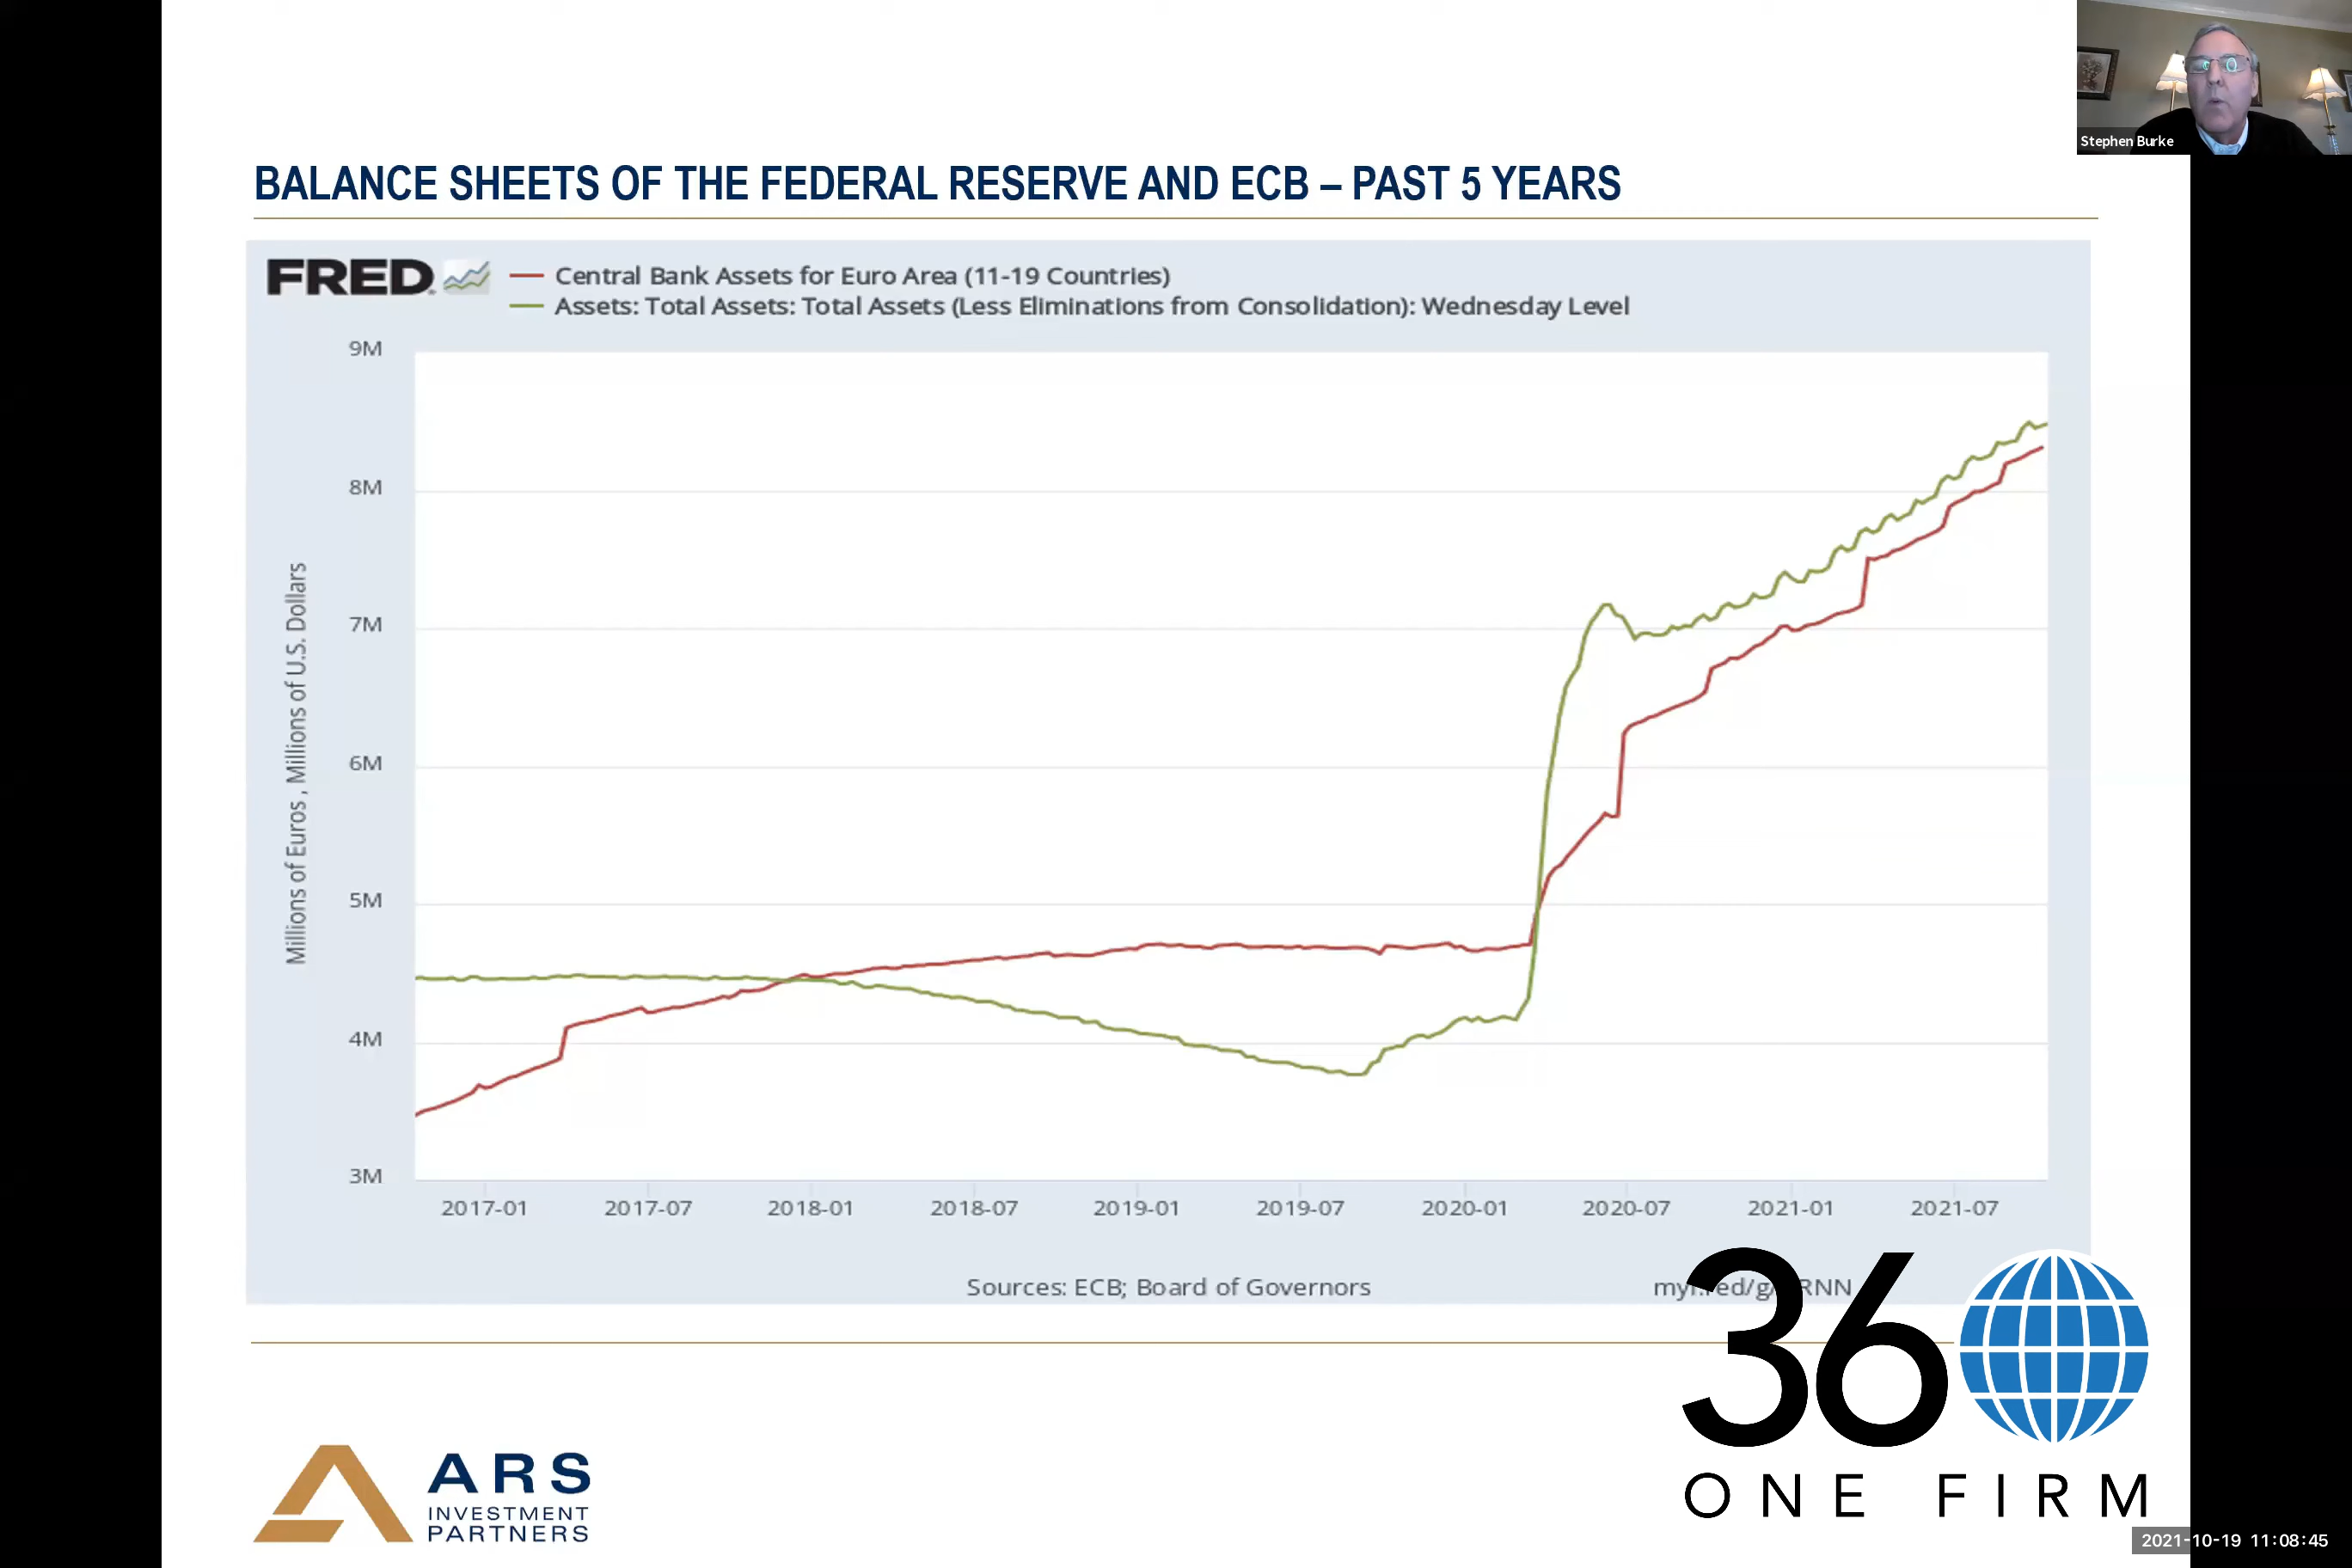 Stephen Burke
BALANCE SHEETS OF THE FEDERAL RESERVE AND ECB – PAST 5 YEARS
FRED
Central Bank Assets for Euro Area (11-19 Countries)
Assets: Total Assets: Total Assets (Less Eliminations from Consolidation): Wednesday Level
Millions of Euros , Millions of U.S. Dollars
9M
8M
7M
6M
5M
4M
3M
2017-01 2017-07 2018-01 2018-07 2019-01 2019-07 2020-01 2020-07 2021-01 2021-07
Sources: ECB; Board of Governors
360
ONE FIRM
ARS
INVESTMENT
PARTNERS
2021-10-19 11:08:45